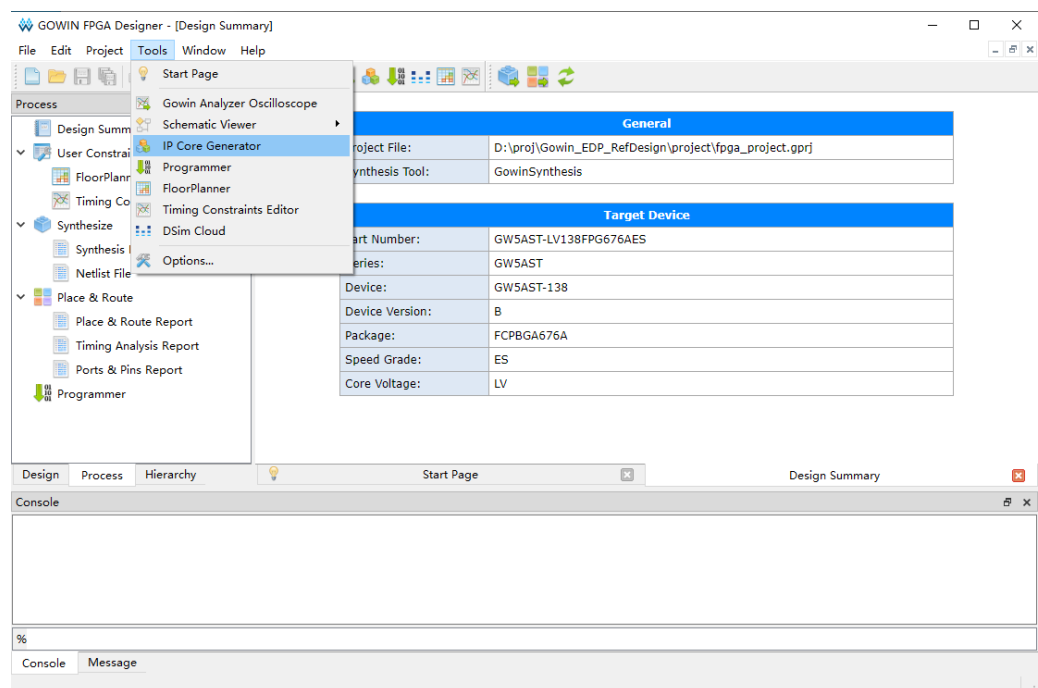 GOWIN FPGA Designer - [Design Summary]
File Edit Project Tools Window Help
Start Page
Gowin Analyzer Oscilloscope
Schematic Viewer
IP Core Generator
Programmer
FloorPlanner
Timing Constraints Editor
DSim Cloud
Options...
Process
Design Summ
User Constrai
FloorPlann
Timing Co
Synthesize
Synthesis
Netlist File
Place & Route
Place & Route Report
Timing Analysis Report
Ports & Pins Report
Programmer
General
roject File: D:\proj\Gowin_EDP_RefDesign\project\fpga_project.gprj
ynthesis Tool: GowinSynthesis
Target Device
art Number: GW5AST-LV138FPG676AES
eries: GW5AST
Device: GW5AST-138
Device Version: B
Package: FCPBGA676A
Speed Grade: ES
Core Voltage: LV
Design Process Hierarchy
Start Page
Design Summary
Console
%
Console Message